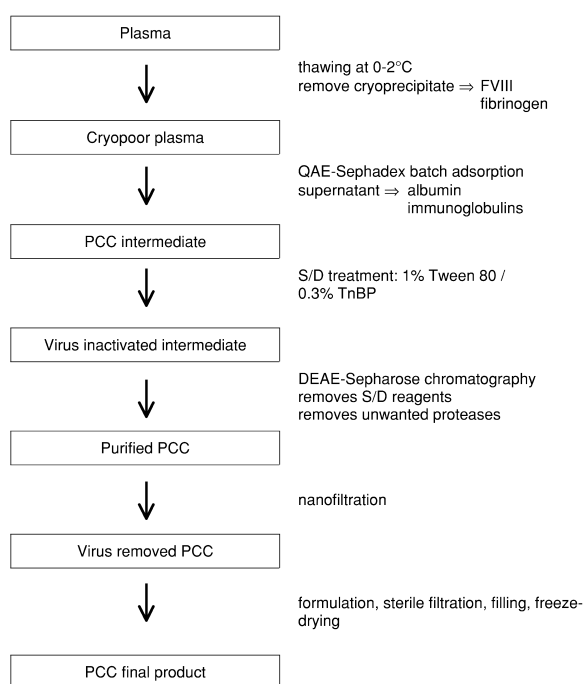 Plasma
thawing at 0-2°C
remove cryoprecipitate ⇒ FVIII
fibrinogen
Cryopoor plasma
QAE-Sephadex batch adsorption
supernatant ⇒ albumin
immunoglobulins
PCC intermediate
S/D treatment: 1% Tween 80 /
0.3% TnBP
Virus inactivated intermediate
DEAE-Sepharose chromatography
removes S/D reagents
removes unwanted proteases
Purified PCC
nanofiltration
Virus removed PCC
formulation, sterile filtration, filling, freeze-
drying
PCC final product